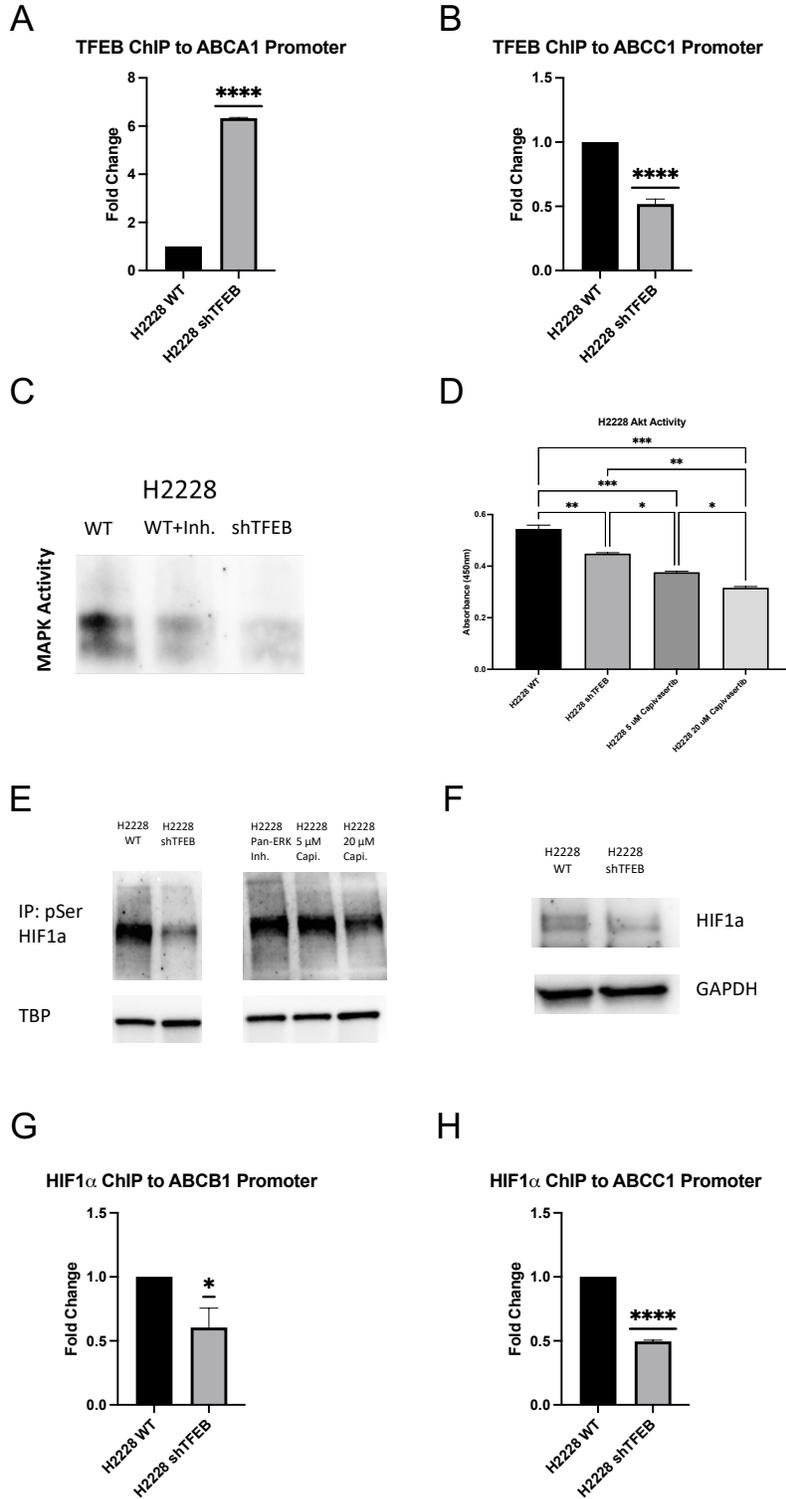 A
TFEB ChIP to ABCA1 Promoter
Fold Change
8
6
4
2
0
****
H2228 WT
H2228 shTFEB
B
TFEB ChIP to ABCC1 Promoter
Fold Change
1.5
1.0
0.5
0.0
****
H2228 WT
H2228 shTFEB
C
H2228
WT
WT+Inh.
shTFEB
MAPK Activity
D
H2228 Akt Activity
Absorbance (450nm)
0.6
0.4
0.2
0.0
***
**
***
**
*
*
H2228 WT
H2228 shTFEB
H2228 5 uM Capivasertib
H2228 20 uM Capivasertib
E
H2228
WT
H2228
shTFEB
H2228
Pan-ERK
Inh.
H2228
5 µM
Capi.
H2228
20 µM
Capi.
IP: pSer
HIF1a
TBP
F
H2228
WT
H2228
shTFEB
HIF1a
GAPDH
G
HIF1α ChIP to ABCB1 Promoter
Fold Change
1.5
1.0
0.5
0.0
*
H2228 WT
H2228 shTFEB
H
HIF1α ChIP to ABCC1 Promoter
Fold Change
1.5
1.0
0.5
0.0
****
H2228 WT
H2228 shTFEB